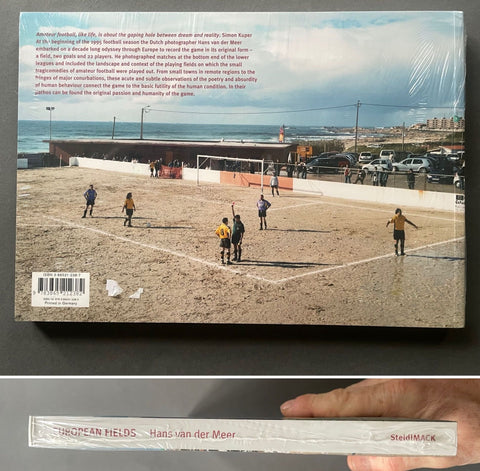 Amateur football, like life, is about the gaping hole between dream and reality. Simon Kuper
At the beginning of the 1995 football season the Dutch photographer Hans van der Meer
embarked on a decade long odyssey through Europe to record the game in its original form –
a field, two goals and 22 players. He photographed matches at the bottom end of the lower
leagues and included the landscape and context of the playing fields on which the small
tragicomedies of amateur football were played out. From small towns in remote regions to the
fringes of major conurbations, these acute and subtle observations of the poetry and absurdity
of human behaviour connect the game to the basic futility of the human condition. In their
pathos can be found the original passion and humanity of the game.
Printed in Germany
EUROPEAN FIELDS Hans van der Meer SteidlMACK